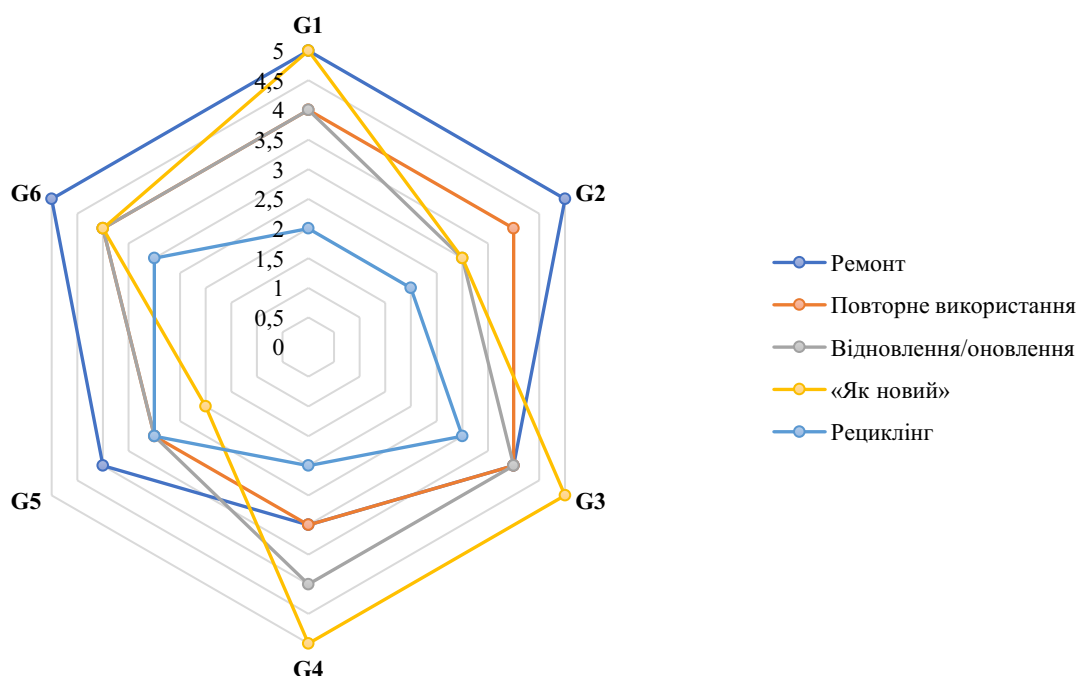 G1
5
4,5
4
3,5
3
2,5
2
1,5
1
0,5
0
G2
G3
G4
G5
G6
Ремонт
Повторне використання
Відновлення/оновлення
«Як новий»
Рециклінг